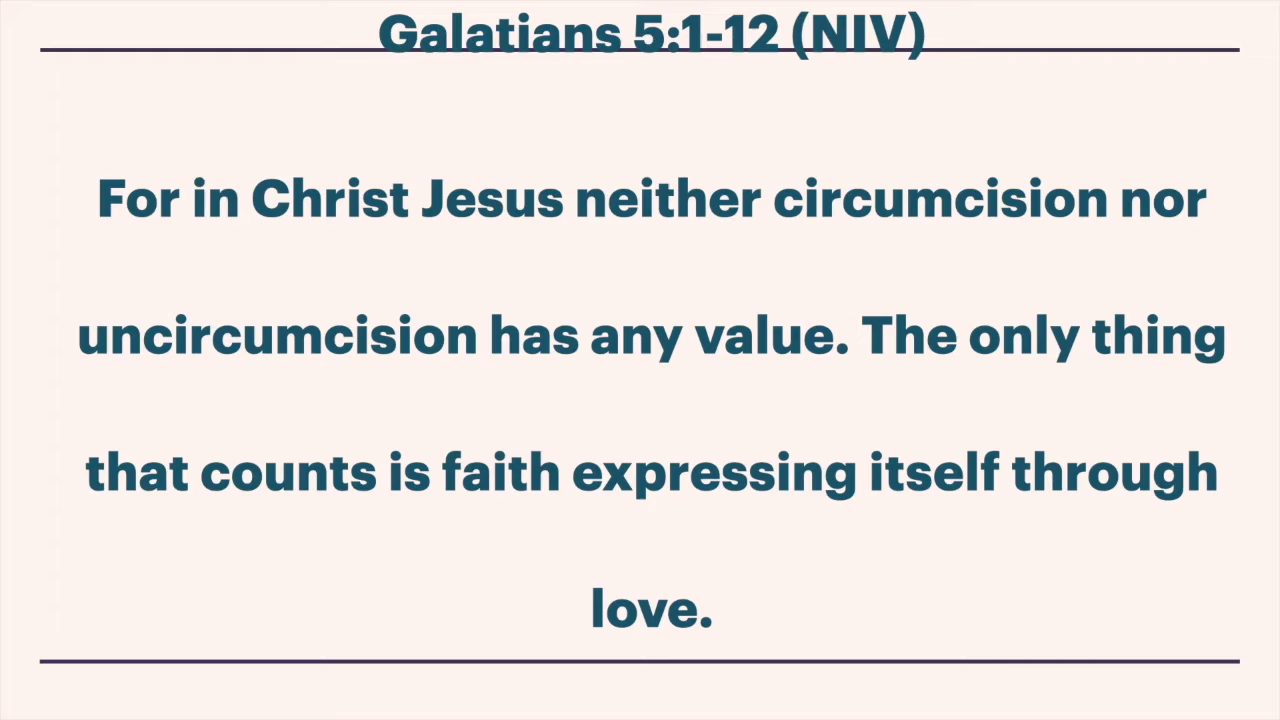 Galatians 5:1-12 (NIV)
For in Christ Jesus neither circumcision nor
uncircumcision has any value. The only thing
that counts is faith expressing itself through
love.